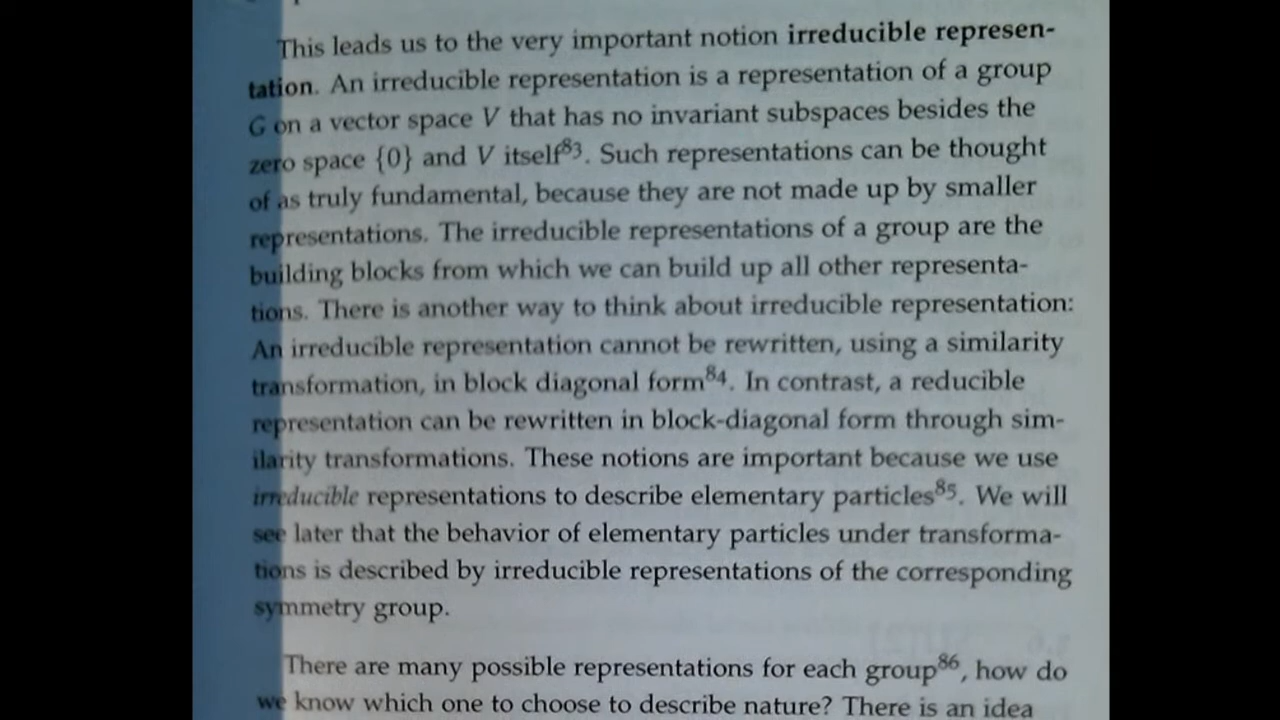 This leads us to the very important notion irreducible represen-
tation. An irreducible representation is a representation of a group
G on a vector space V that has no invariant subspaces besides the
zero space {0} and V itself⁸³. Such representations can be thought
of as truly fundamental, because they are not made up by smaller
representations. The irreducible representations of a group are the
building blocks from which we can build up all other representa-
tions. There is another way to think about irreducible representation:
An irreducible representation cannot be rewritten, using a similarity
transformation, in block diagonal form⁸⁴. In contrast, a reducible
representation can be rewritten in block-diagonal form through sim-
ilarity transformations. These notions are important because we use
irreducible representations to describe elementary particles⁸⁵. We will
see later that the behavior of elementary particles under transforma-
tions is described by irreducible representations of the corresponding
symmetry group.
There are many possible representations for each group⁸⁶, how do
we know which one to choose to describe nature? There is an idea